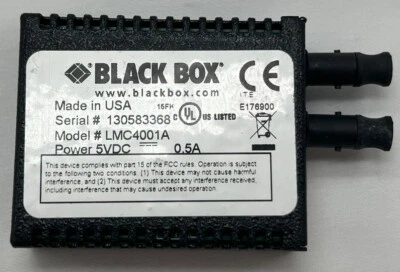 BLACK BOX
www.blackbox.com
CE
I.T.E.
Made in USA 15FK E176900
Serial # 130583368 C UL US LISTED
Model # LMC4001A
Power 5VDC 0.5A
This device complies with part 15 of the FCC rules. Operation is subject
to the following two conditions. (1) This device may not cause harmful
interference, and (2) This device must accept any interference received,
including interference that may cause undesired operation.